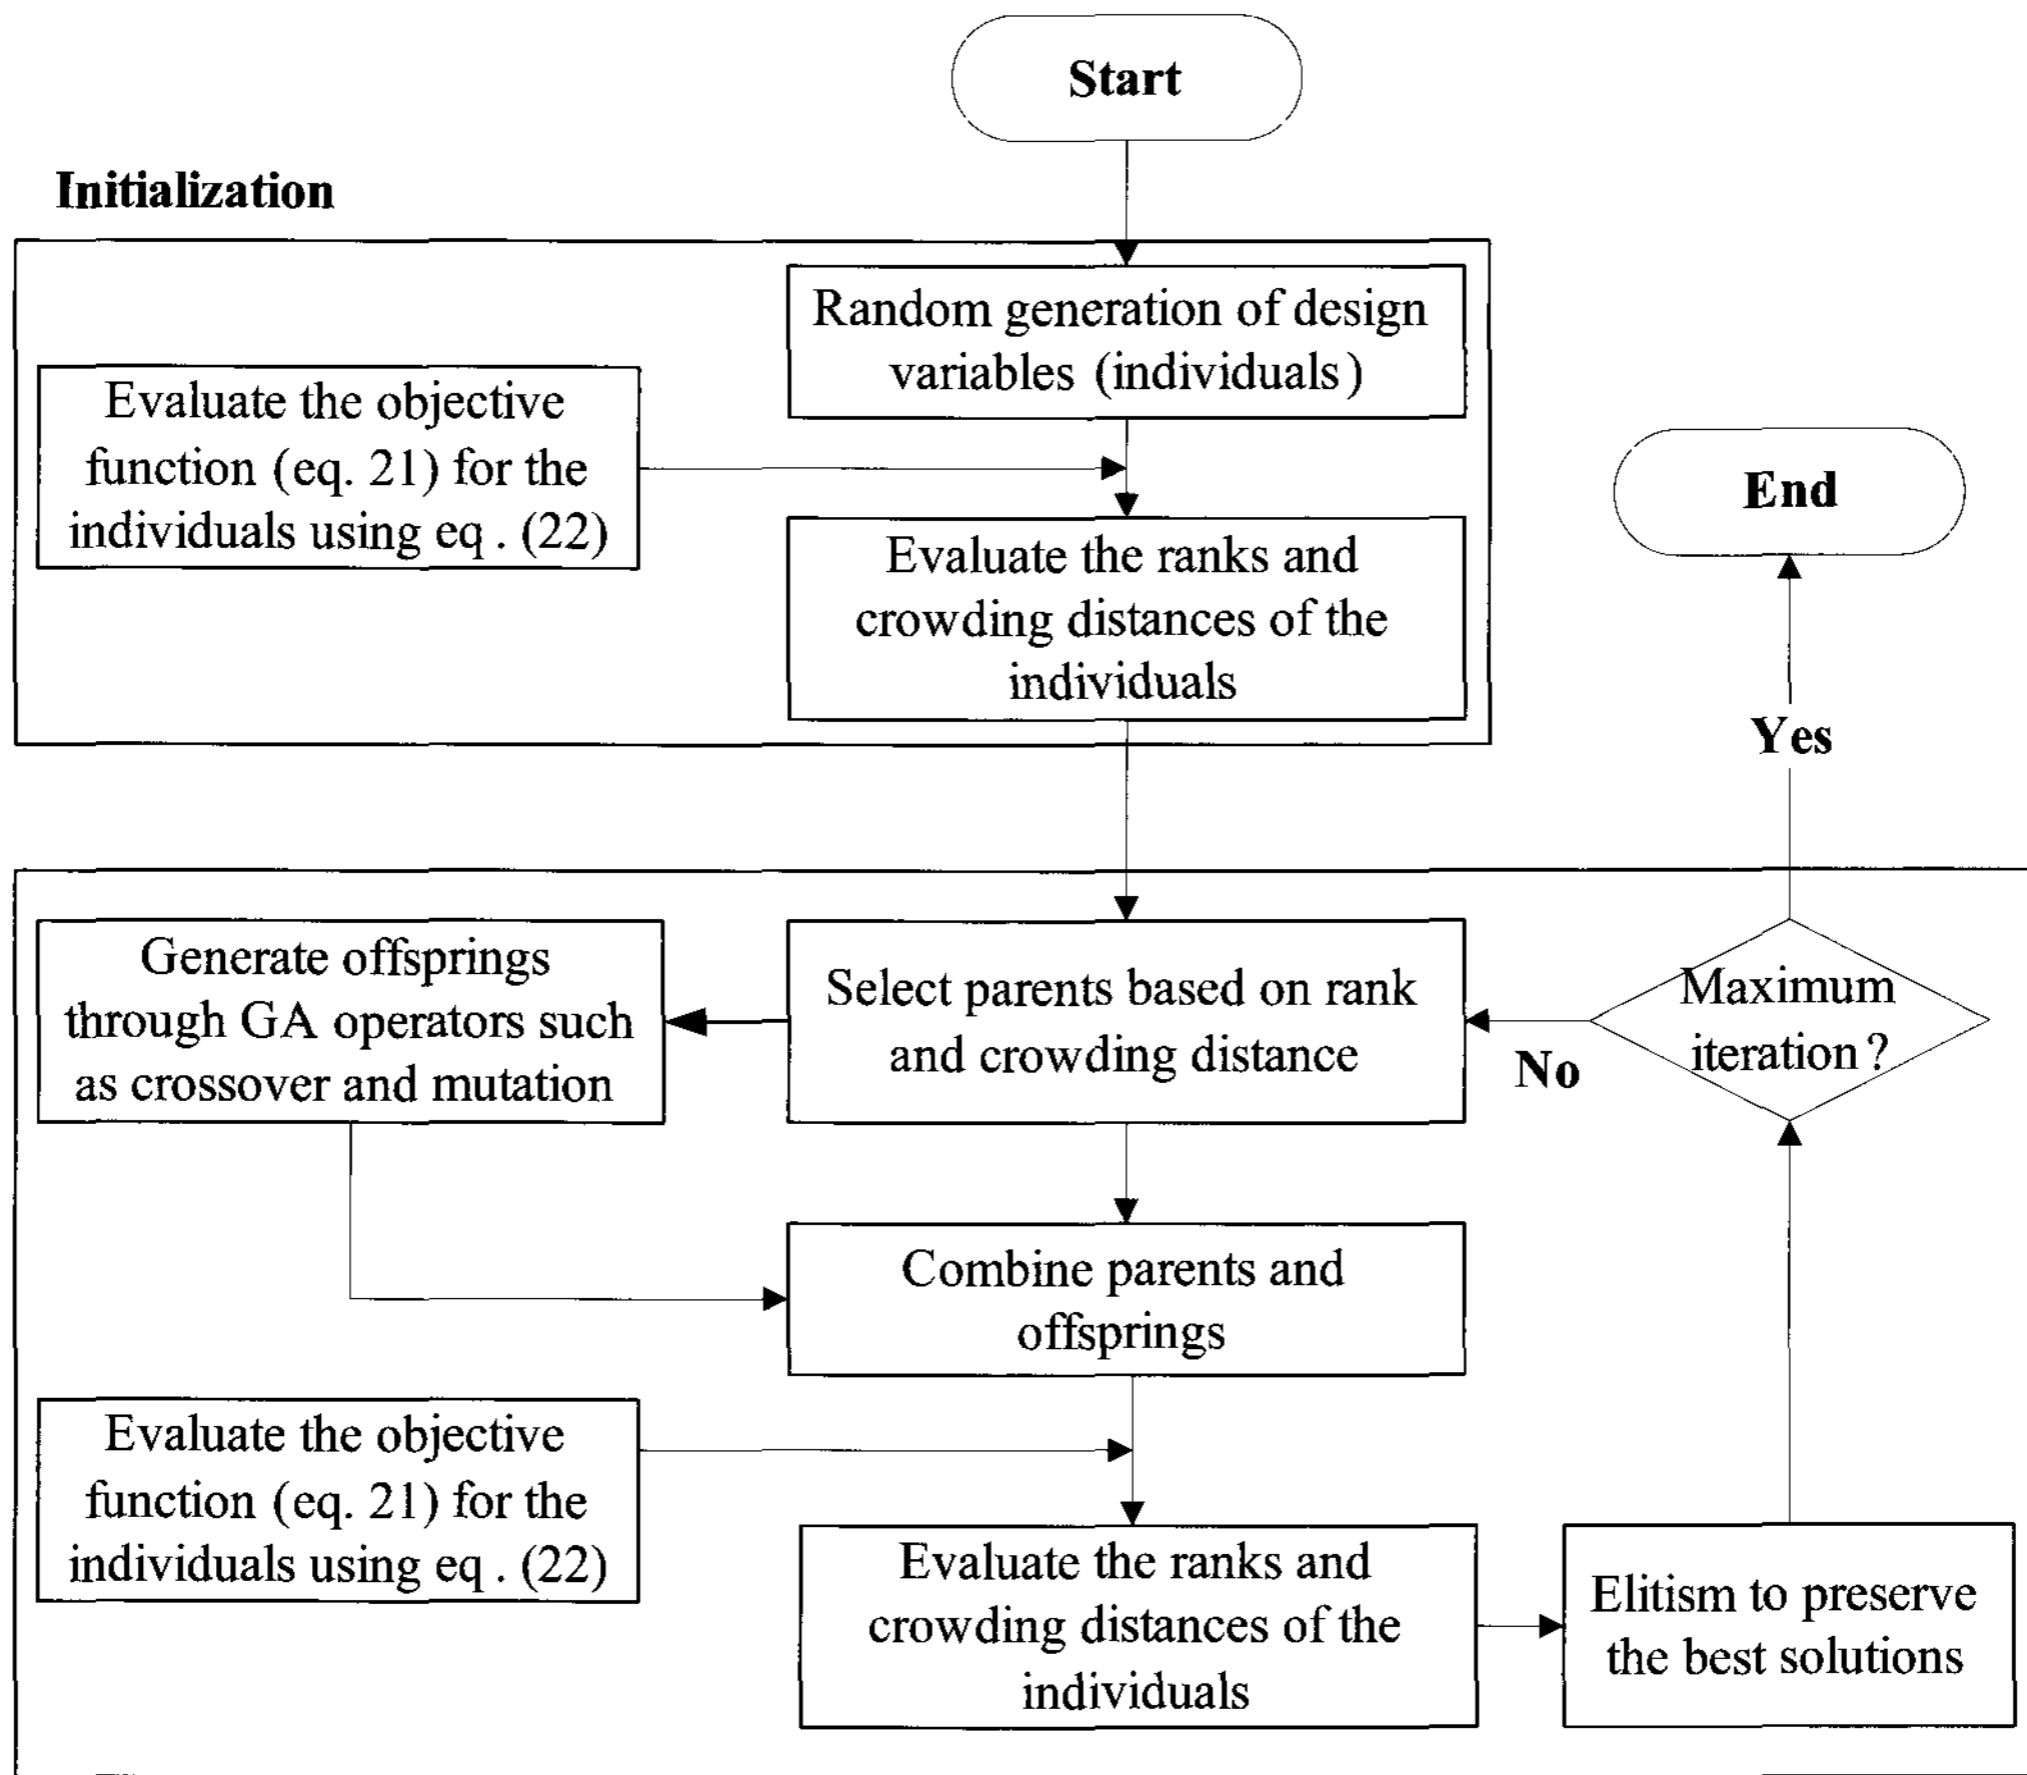 Start
Initialization
Random generation of design
variables (individuals)
Evaluate the objective
function (eq. 21) for the
individuals using eq. (22)
Evaluate the ranks and
crowding distances of the
individuals
End
Yes
Generate offsprings
through GA operators such
as crossover and mutation
Select parents based on rank
and crowding distance
No
Maximum
iteration?
Combine parents and
offsprings
Evaluate the objective
function (eq. 21) for the
individuals using eq. (22)
Evaluate the ranks and
crowding distances of the
individuals
Elitism to preserve
the best solutions